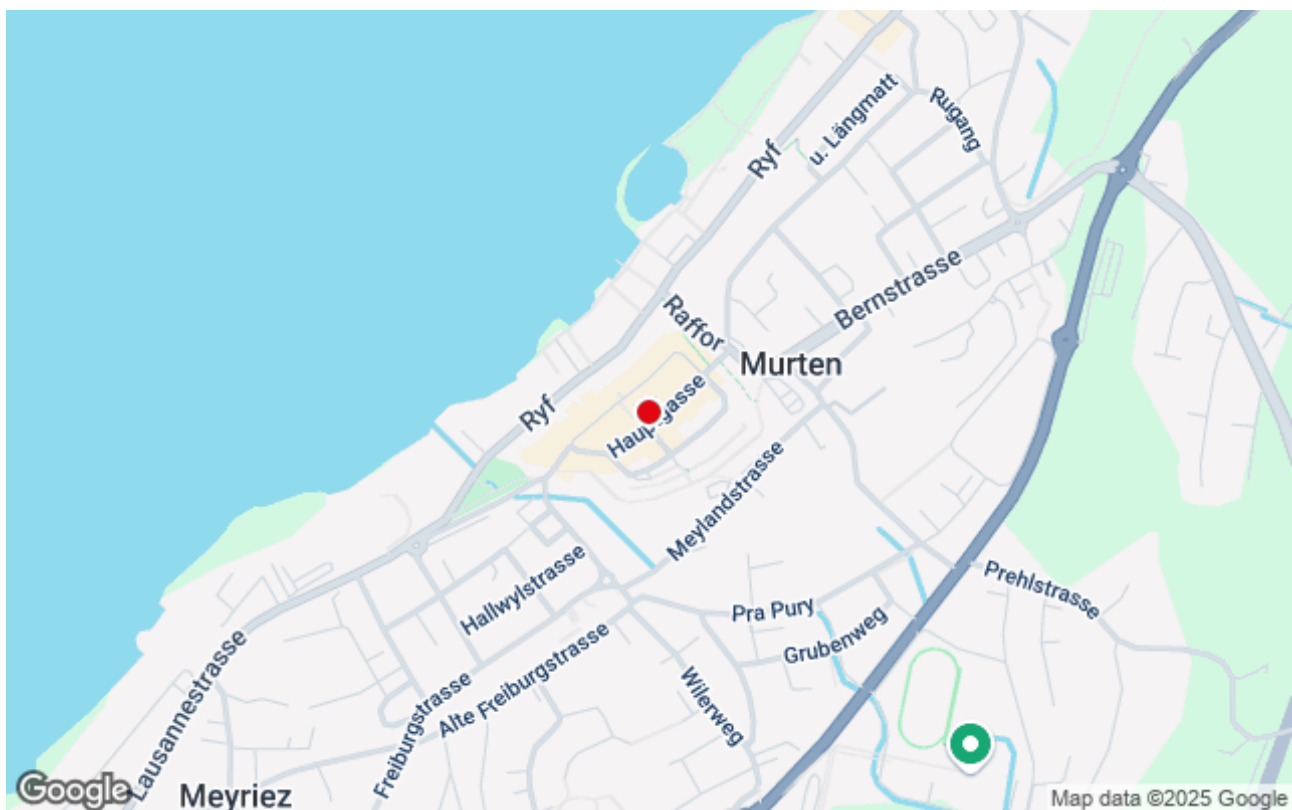 u. Längmatt
Rugang
Ryf
Bernstrasse
Raffor
Murten
Ryf
Hauptgasse
Meylandstrasse
Hallwylstrasse
Prehlstrasse
Pra Pury
Grubenweg
Lausannestrasse
Freiburgstrasse
Alte Freiburgstrasse
Wilerweg
Meyriez
Google
Map data ©2025 Google